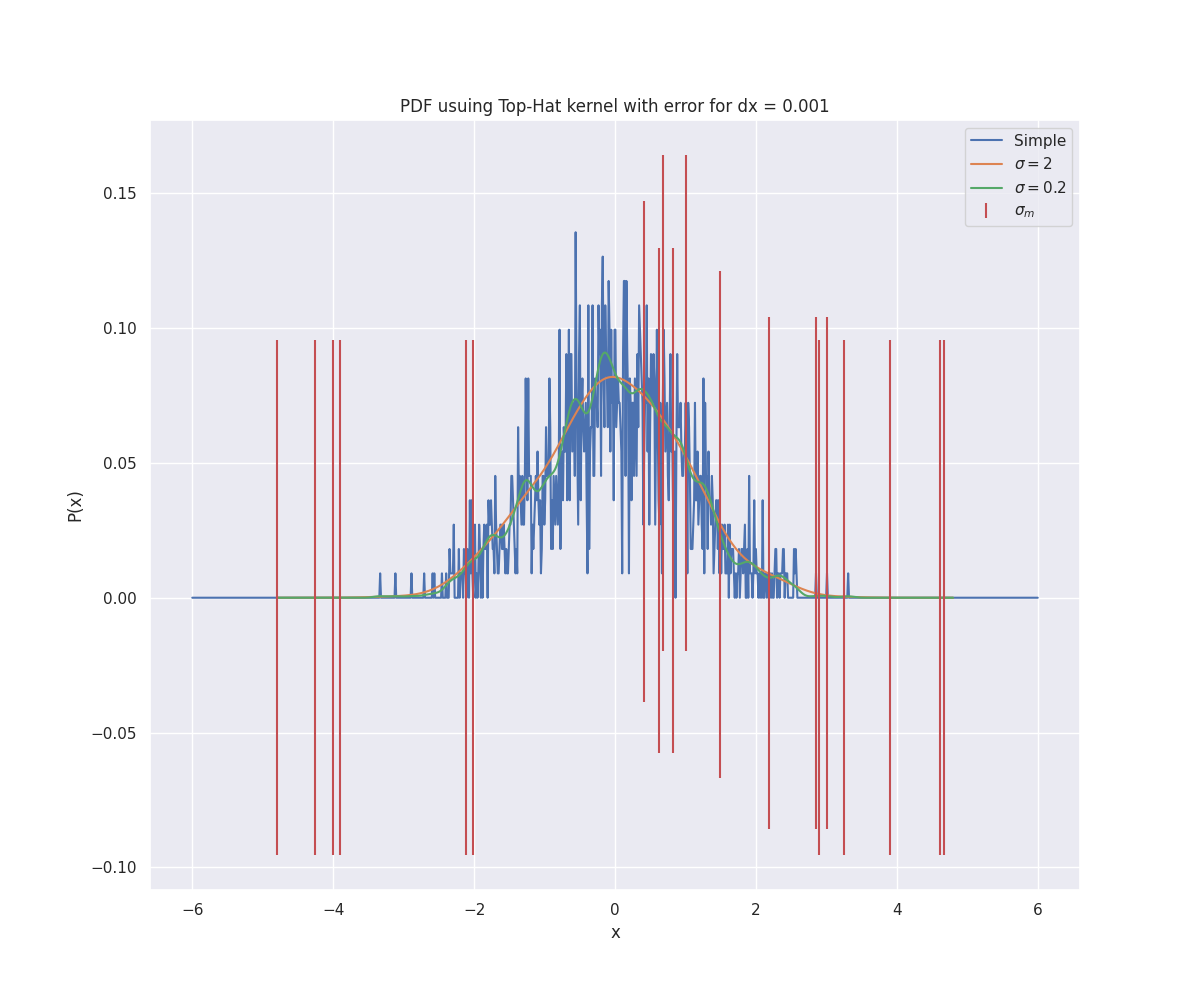 PDF usuing Top-Hat kernel with error for dx = 0.001
Simple
σ = 2
σ = 0.2
σₘ
0.15
0.10
0.05
0.00
−0.05
−0.10
P(x)
−6 −4 −2 0 2 4 6
x